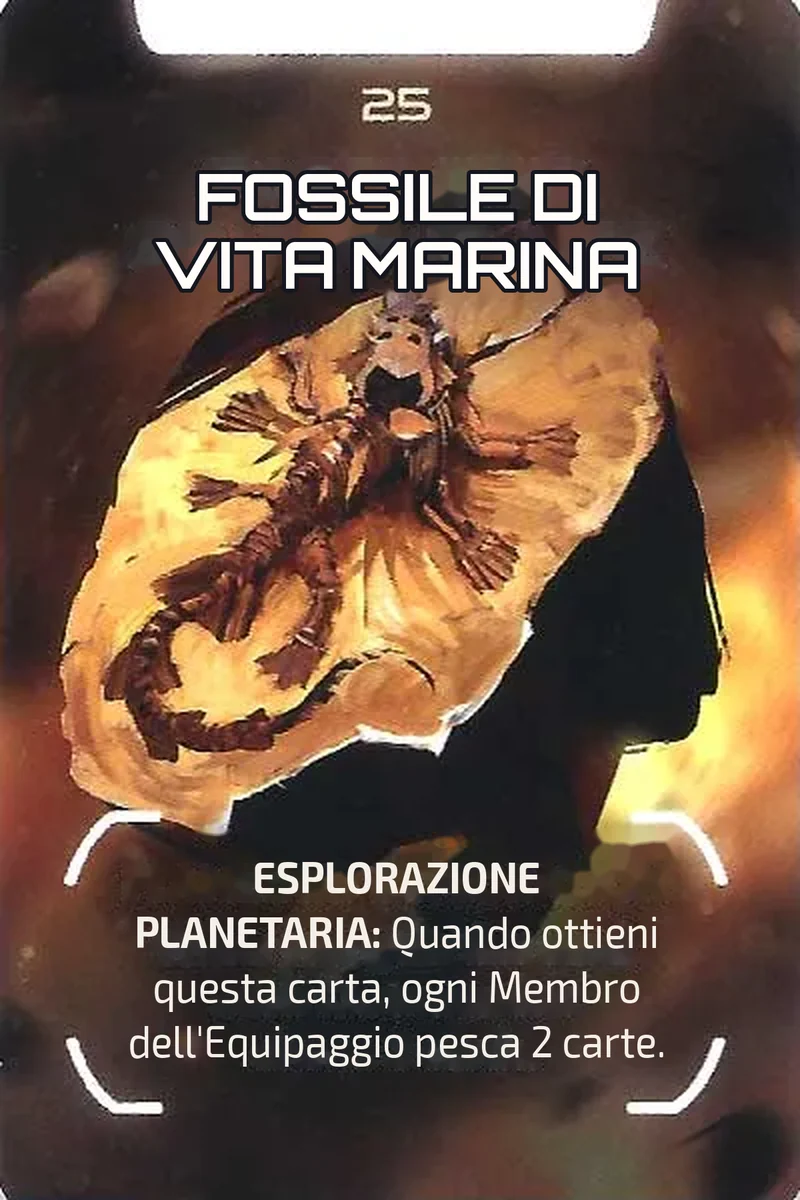 25
FOSSILE DI
VITA MARINA
ESPLORAZIONE
PLANETARIA: Quando ottieni
questa carta, ogni Membro
dell'Equipaggio pesca 2 carte.